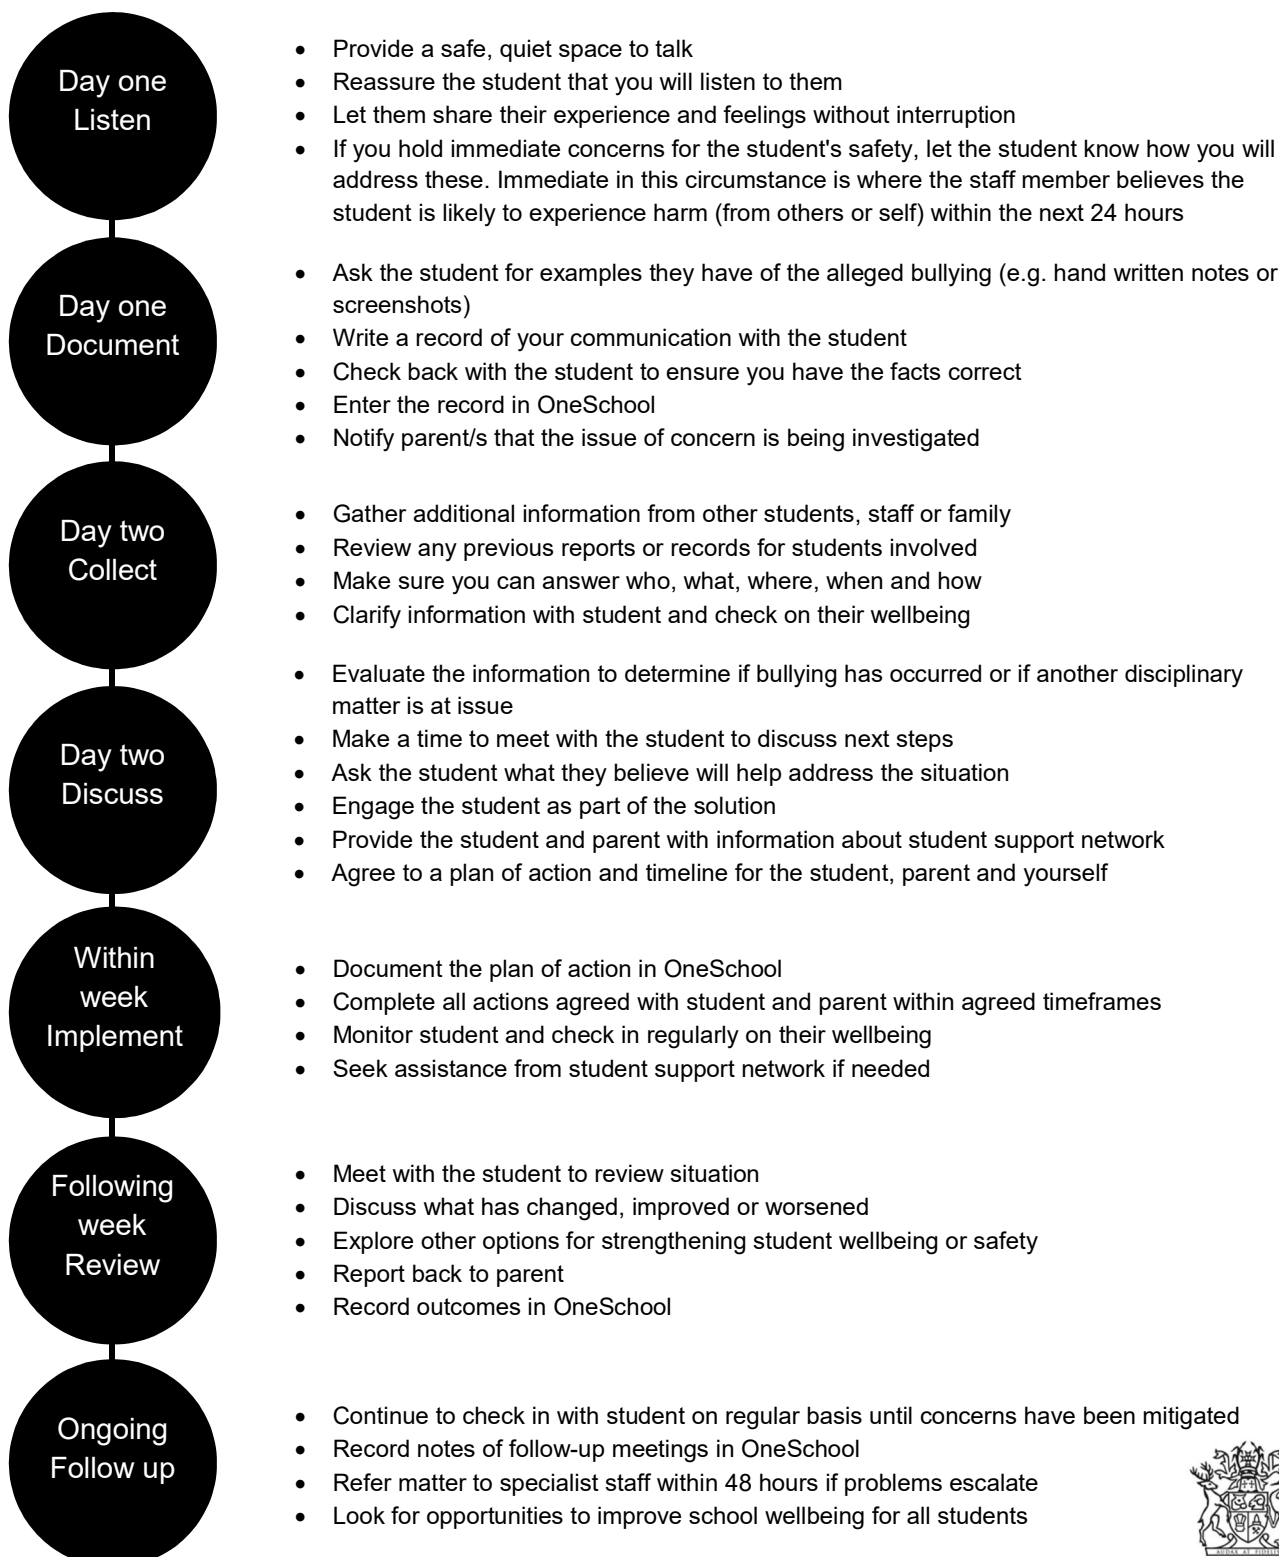 Day one
Listen
• Provide a safe, quiet space to talk
• Reassure the student that you will listen to them
• Let them share their experience and feelings without interruption
• If you hold immediate concerns for the student's safety, let the student know how you will
address these. Immediate in this circumstance is where the staff member believes the
student is likely to experience harm (from others or self) within the next 24 hours
Day one
Document
• Ask the student for examples they have of the alleged bullying (e.g. hand written notes or
screenshots)
• Write a record of your communication with the student
• Check back with the student to ensure you have the facts correct
• Enter the record in OneSchool
• Notify parent/s that the issue of concern is being investigated
Day two
Collect
• Gather additional information from other students, staff or family
• Review any previous reports or records for students involved
• Make sure you can answer who, what, where, when and how
• Clarify information with student and check on their wellbeing
Day two
Discuss
• Evaluate the information to determine if bullying has occurred or if another disciplinary
matter is at issue
• Make a time to meet with the student to discuss next steps
• Ask the student what they believe will help address the situation
• Engage the student as part of the solution
• Provide the student and parent with information about student support network
• Agree to a plan of action and timeline for the student, parent and yourself
Within
week
Implement
• Document the plan of action in OneSchool
• Complete all actions agreed with student and parent within agreed timeframes
• Monitor student and check in regularly on their wellbeing
• Seek assistance from student support network if needed
Following
week
Review
• Meet with the student to review situation
• Discuss what has changed, improved or worsened
• Explore other options for strengthening student wellbeing or safety
• Report back to parent
• Record outcomes in OneSchool
Ongoing
Follow up
• Continue to check in with student on regular basis until concerns have been mitigated
• Record notes of follow-up meetings in OneSchool
• Refer matter to specialist staff within 48 hours if problems escalate
• Look for opportunities to improve school wellbeing for all students
AUDAX AT